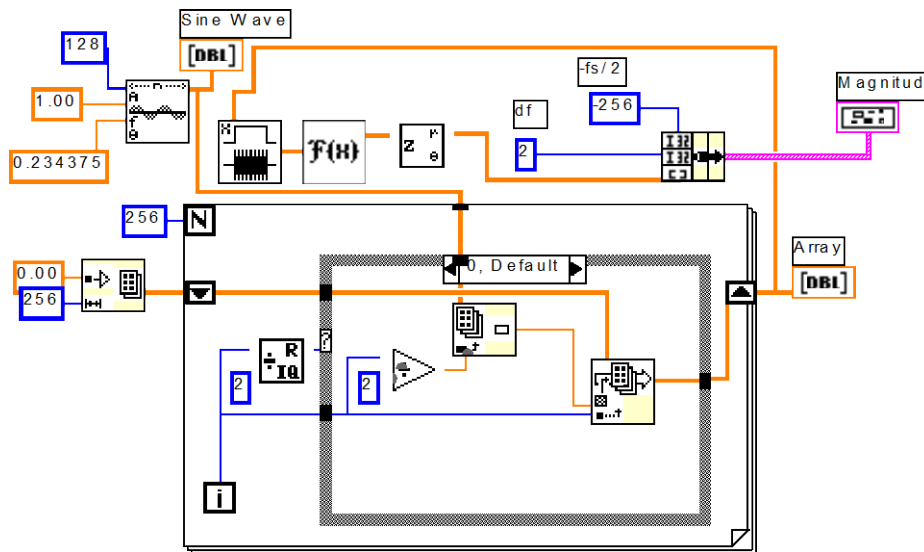 Sine Wave
128
[DBL]
-fs/2
1.00
-256
Magnitud
df
0.234375
2
I32
I32
F(x)
Z r θ
256
N
Array
0.00
0, Default
[DBL]
256
R
IQ
?
2
2
i